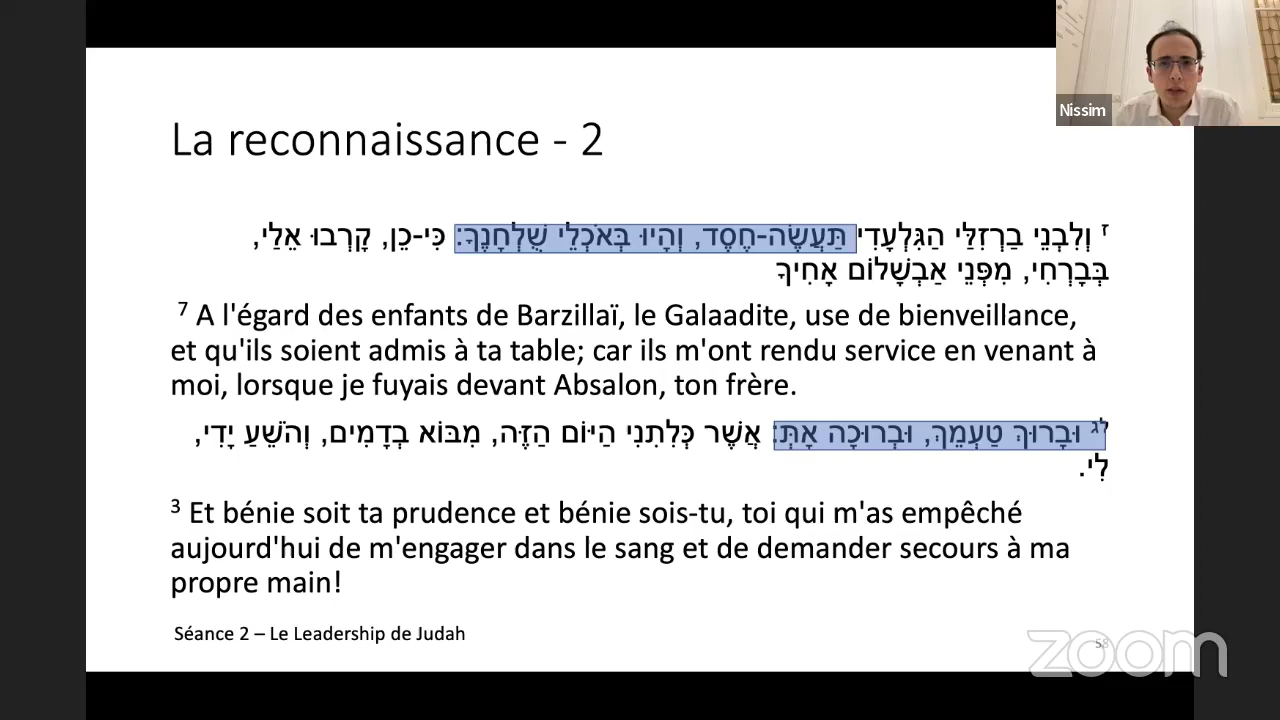 Nissim
La reconnaissance - 2
ז וְלִבְנֵי בַרְזִלַּי הַגִּלְעָדִי תַּעֲשֶׂה-חֶסֶד, וְהָיוּ בְּאֹכְלֵי שֻׁלְחָנֶךָ: כִּי-כֵן, קָרְבוּ אֵלַי,
בְּבָרְחִי, מִפְּנֵי אַבְשָׁלוֹם אָחִיךָ
7 A l'égard des enfants de Barzillaï, le Galaadite, use de bienveillance,
et qu'ils soient admis à ta table; car ils m'ont rendu service en venant à
moi, lorsque je fuyais devant Absalon, ton frère.
לג וּבָרוּךְ טַעְמֵךְ, וּבְרוּכָה אָתְּ: אֲשֶׁר כְּלִתִנִי הַיּוֹם הַזֶּה, מִבּוֹא בְדָמִים, וְהֹשֵׁעַ יָדִי,
לִי.
3 Et bénie soit ta prudence et bénie sois-tu, toi qui m'as empêché
aujourd'hui de m'engager dans le sang et de demander secours à ma
propre main!
Séance 2 – Le Leadership de Judah
58
zoom